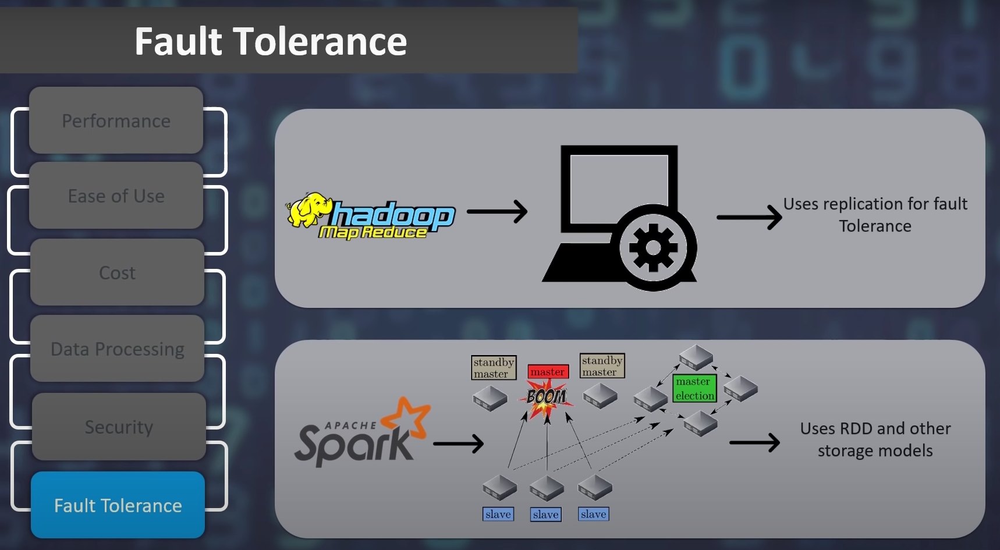 Fault Tolerance
Performance
Ease of Use
Cost
Data Processing
Security
Fault Tolerance
hadoop
Map Reduce
Uses replication for fault
Tolerance
APACHE
Spark
standby
master
master
standby
master
BOOM
master
election
slave
slave
slave
Uses RDD and other
storage models